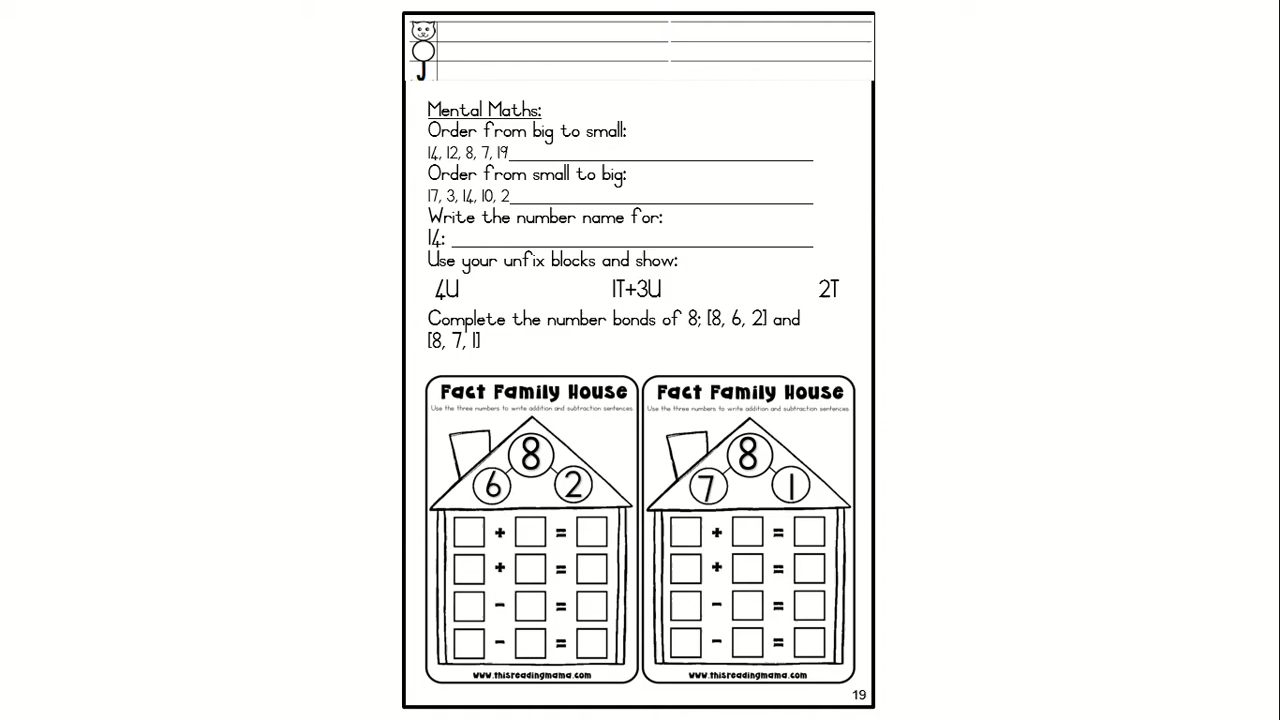 Mental Maths:
Order from big to small:
14, 12, 8, 7, 19
Order from small to big:
17, 3, 14, 10, 2
Write the number name for:
14:
Use your unfix blocks and show:
4U 1T+3U 2T
Complete the number bonds of 8; [8, 6, 2] and
[8, 7, 1]
Fact Family House
Use the three numbers to write addition and subtraction sentences.
8
6 2
+ =
+ =
- =
- =
www.thisreadingmama.com
Fact Family House
Use the three numbers to write addition and subtraction sentences.
8
7 1
+ =
+ =
- =
- =
www.thisreadingmama.com
19